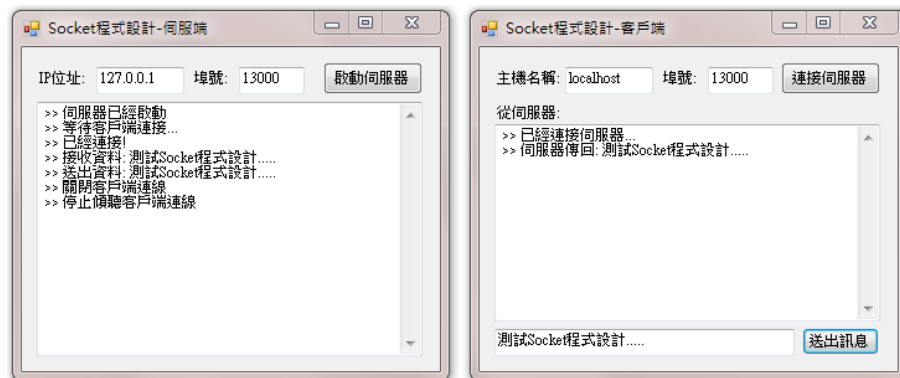 Socket程式設計-伺服端
IP位址: 127.0.0.1 埠號: 13000 啟動伺服器
>> 伺服器已經啟動
>> 等待客戶端連接...
>> 已經連接!
>> 接收資料: 測試Socket程式設計.....
>> 送出資料: 測試Socket程式設計.....
>> 關閉客戶端連線
>> 停止傾聽客戶端連線
Socket程式設計-客戶端
主機名稱: localhost 埠號: 13000 連接伺服器
從伺服器:
>> 已經連接伺服器...
>> 伺服器傳回: 測試Socket程式設計.....
測試Socket程式設計..... 送出訊息